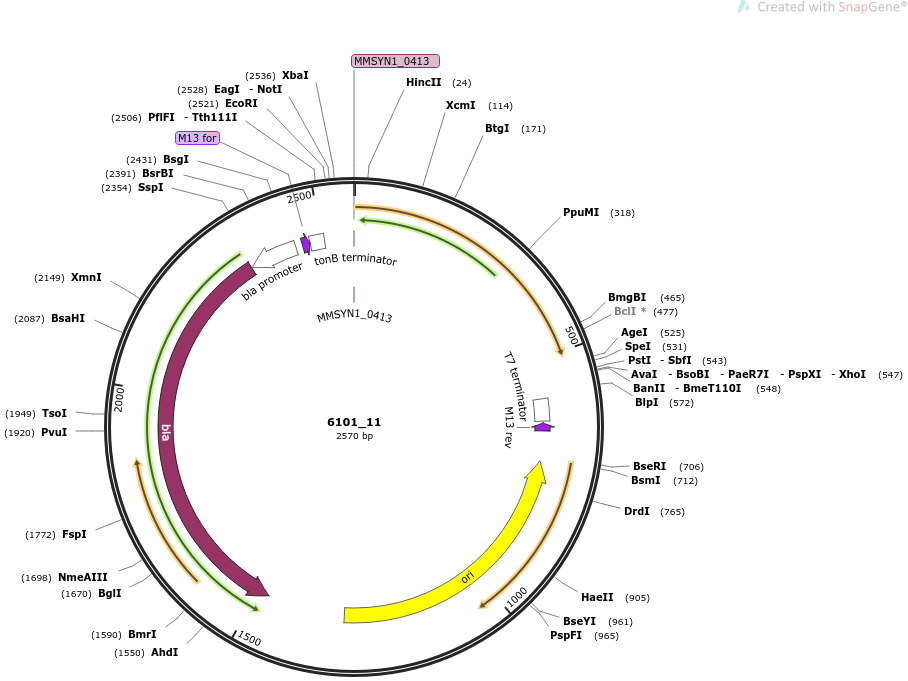 Created with SnapGene®
MMSYN1_0413
(2536) XbaI
HincII (24)
(2528) EagI - NotI
(2521) EcoRI
XcmI (114)
(2506) PflFI - Tth111I
BtgI (171)
M13 for
(2431) BsgI
(2391) BsrBI
(2354) SspI
2500
PpuMI (318)
tonB terminator
bla promoter
(2149) XmnI
BmgBI (465)
BclI * (477)
MMSYN1_0413
(2087) BsaHI
500
AgeI (525)
SpeI (531)
PstI - SbfI (543)
AvaI - BsoBI - PaeR7I - PspXI - XhoI (547)
BanII - BmeT110I (548)
BlpI (572)
T7 terminator
2000
(1949) TsoI
M13 rev
6101_11
2570 bp
(1920) PvuI
bla
BseRI (706)
BsmI (712)
DrdI (765)
(1772) FspI
ori
(1698) NmeAIII
(1670) BglI
HaeII (905)
1000
BseYI (961)
PspFI (965)
(1590) BmrI
1500
(1550) AhdI